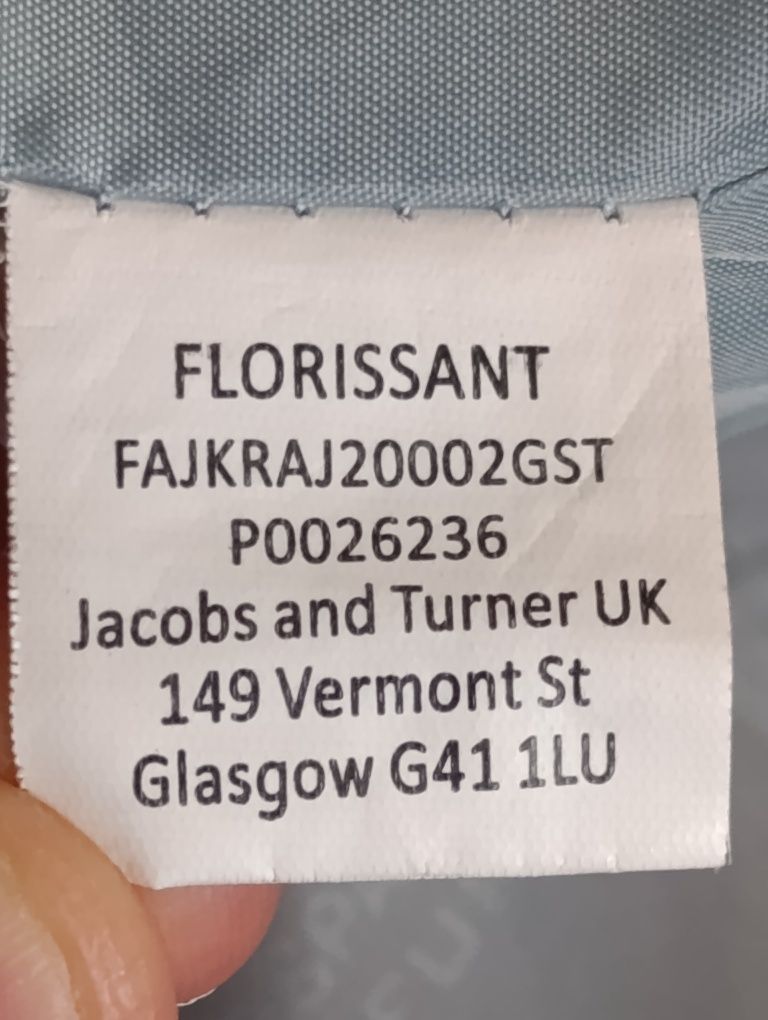 FLORISSANT
FAJKRAJ20002GST
P0026236
Jacobs and Turner UK
149 Vermont St
Glasgow G41 1LU